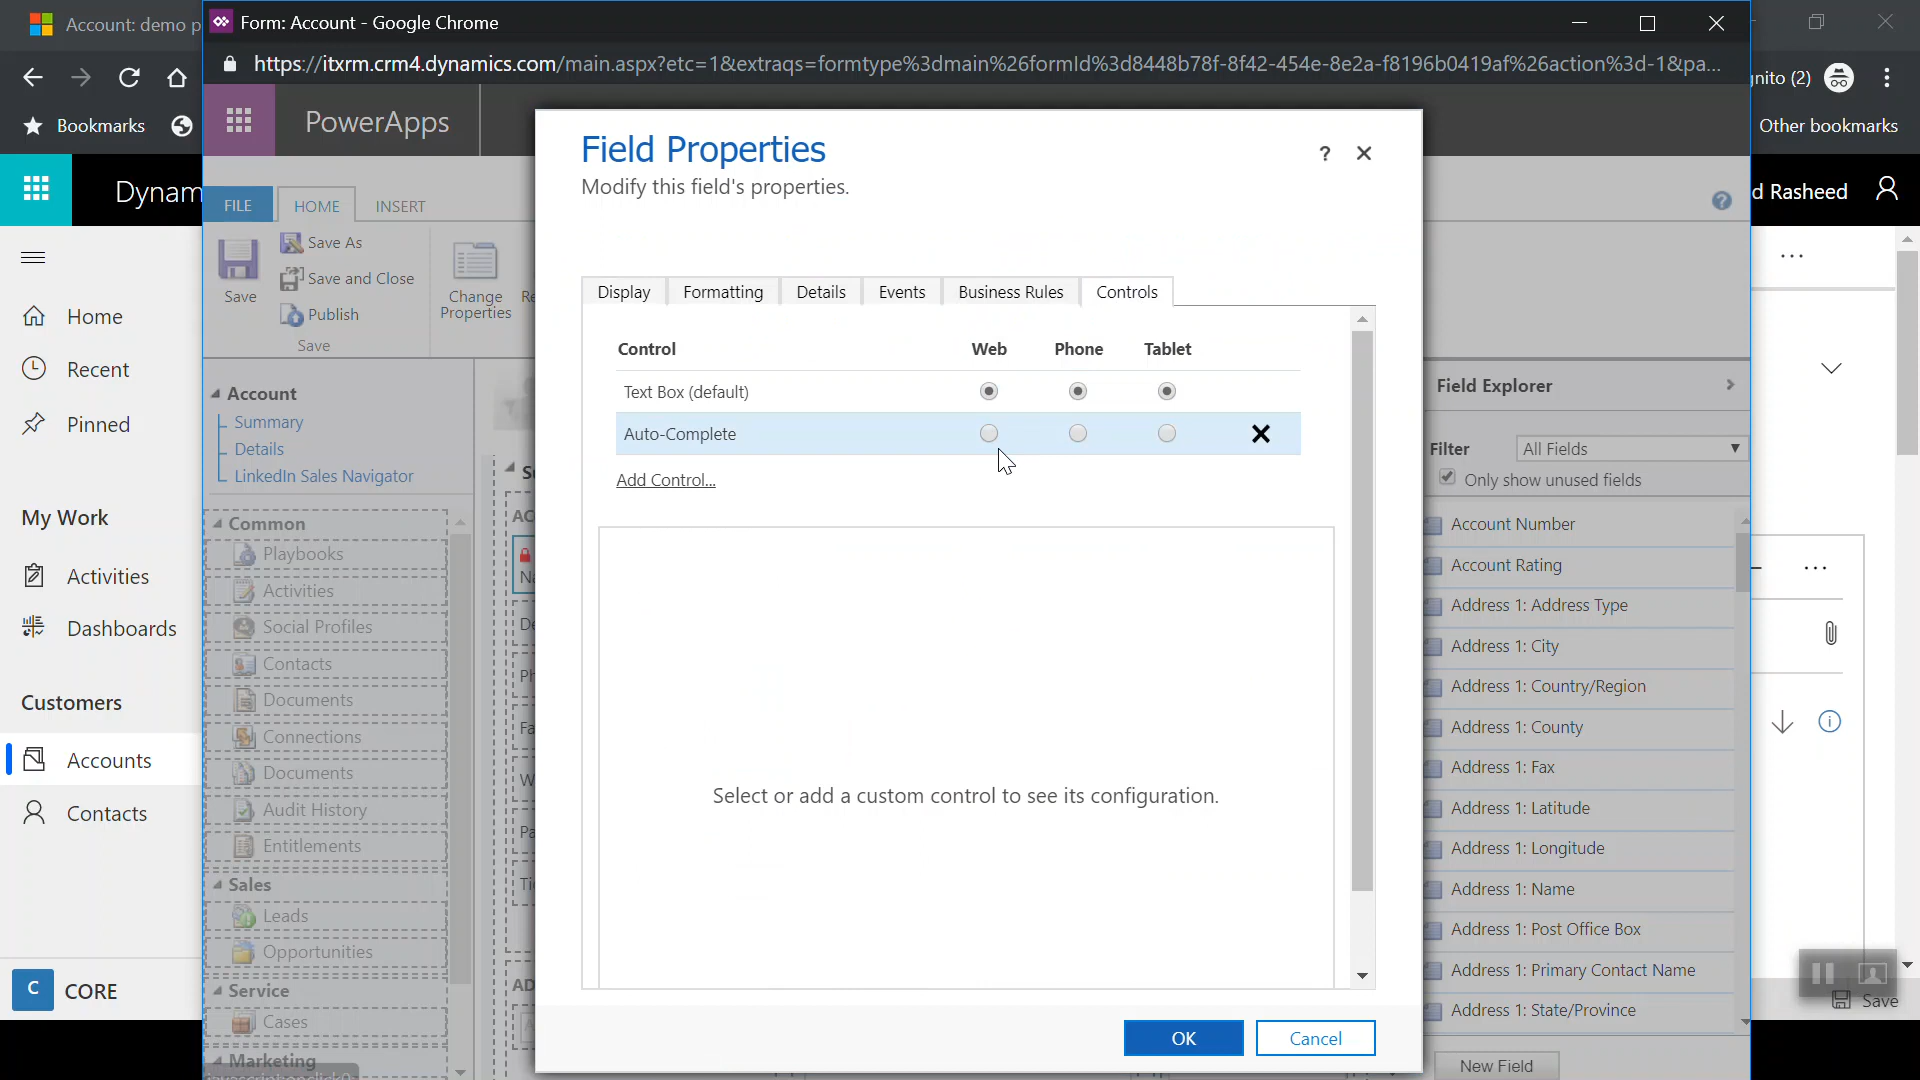 Account: demo p
Form: Account - Google Chrome
https://itxrm.crm4.dynamics.com/main.aspx?etc=1&extraqs=formtype%3dmain%26formId%3d8448b78f-8f42-454e-8e2a-f8196b0419af%26action%3d-1&pa...
nito (2)
Bookmarks
Other bookmarks
PowerApps
Dynam
d Rasheed
FILE
HOME
INSERT
Save
Save As
Save and Close
Publish
Save
Change Properties
Field Properties
Modify this field's properties.
?
Display
Formatting
Details
Events
Business Rules
Controls
Control Web Phone Tablet
Text Box (default)
Auto-Complete
Add Control...
Select or add a custom control to see its configuration.
OK
Cancel
Home
Recent
Pinned
My Work
Activities
Dashboards
Customers
Accounts
Contacts
C
CORE
Account
Summary
Details
LinkedIn Sales Navigator
Common
Playbooks
Activities
Social Profiles
Contacts
Documents
Connections
Documents
Audit History
Entitlements
Sales
Leads
Opportunities
Service
Cases
Marketing
Field Explorer
Filter
All Fields
Only show unused fields
Account Number
Account Rating
Address 1: Address Type
Address 1: City
Address 1: Country/Region
Address 1: County
Address 1: Fax
Address 1: Latitude
Address 1: Longitude
Address 1: Name
Address 1: Post Office Box
Address 1: Primary Contact Name
Address 1: State/Province
New Field
Save